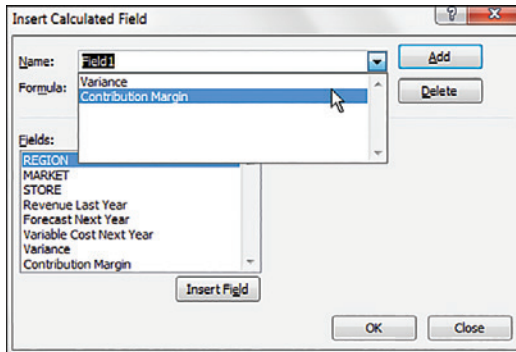 Insert Calculated Field
?
Name: Field1 Add
Variance
Formula: Contribution Margin Delete
Fields:
REGION
MARKET
STORE
Revenue Last Year
Forecast Next Year
Variable Cost Next Year
Variance
Contribution Margin
Insert Field
OK Close